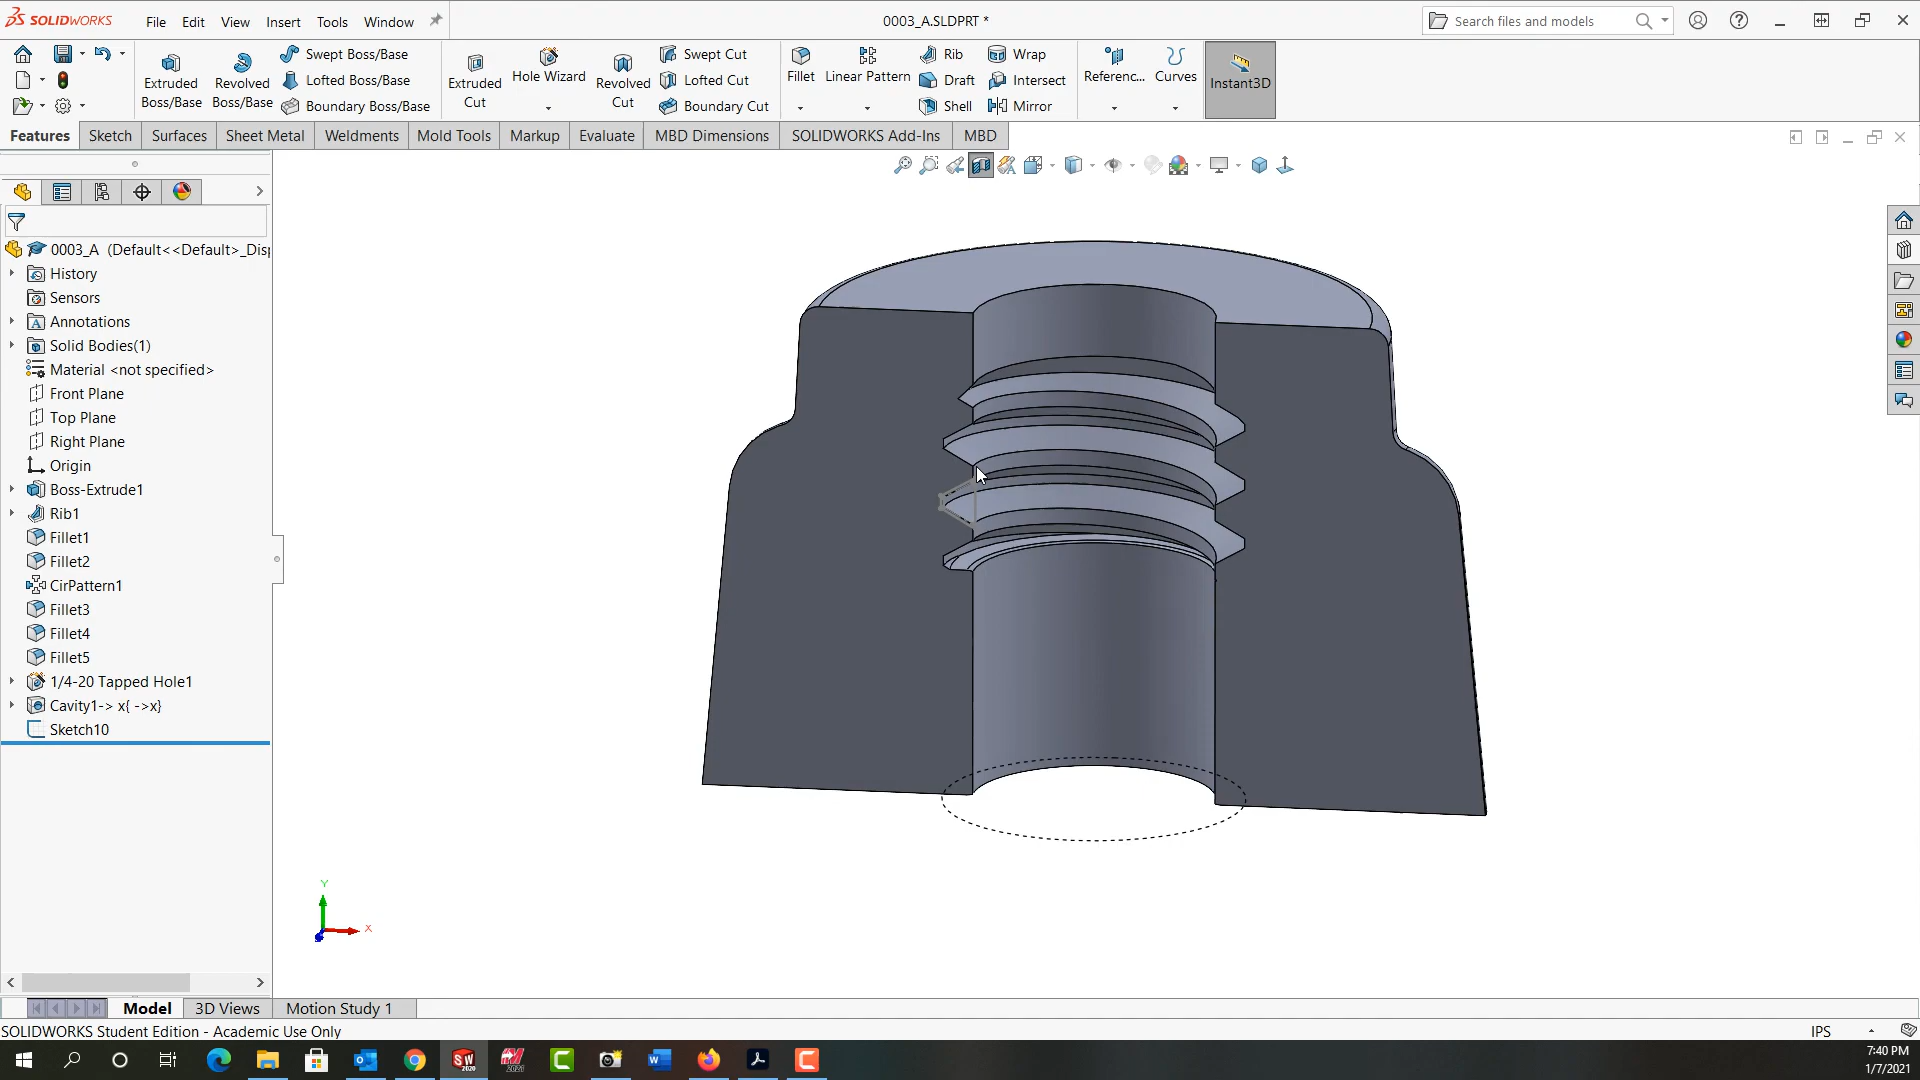 SOLIDWORKS File Edit View Insert Tools Window 0003_A.SLDPRT * Search files and models
Extruded Boss/Base
Revolved Boss/Base
Swept Boss/Base
Lofted Boss/Base
Boundary Boss/Base
Extruded Cut
Hole Wizard
Revolved Cut
Swept Cut
Lofted Cut
Boundary Cut
Fillet
Linear Pattern
Rib
Draft
Shell
Wrap
Intersect
Mirror
Referenc...
Curves
Instant3D
Features Sketch Surfaces Sheet Metal Weldments Mold Tools Markup Evaluate MBD Dimensions SOLIDWORKS Add-Ins MBD
0003_A (Default<<Default>_Disp
History
Sensors
Annotations
Solid Bodies(1)
Material <not specified>
Front Plane
Top Plane
Right Plane
Origin
Boss-Extrude1
Rib1
Fillet1
Fillet2
CirPattern1
Fillet3
Fillet4
Fillet5
1/4-20 Tapped Hole1
Cavity1-> x{ ->x}
Sketch10
Y
X
Model 3D Views Motion Study 1
SOLIDWORKS Student Edition - Academic Use Only IPS
7:40 PM
1/7/2021